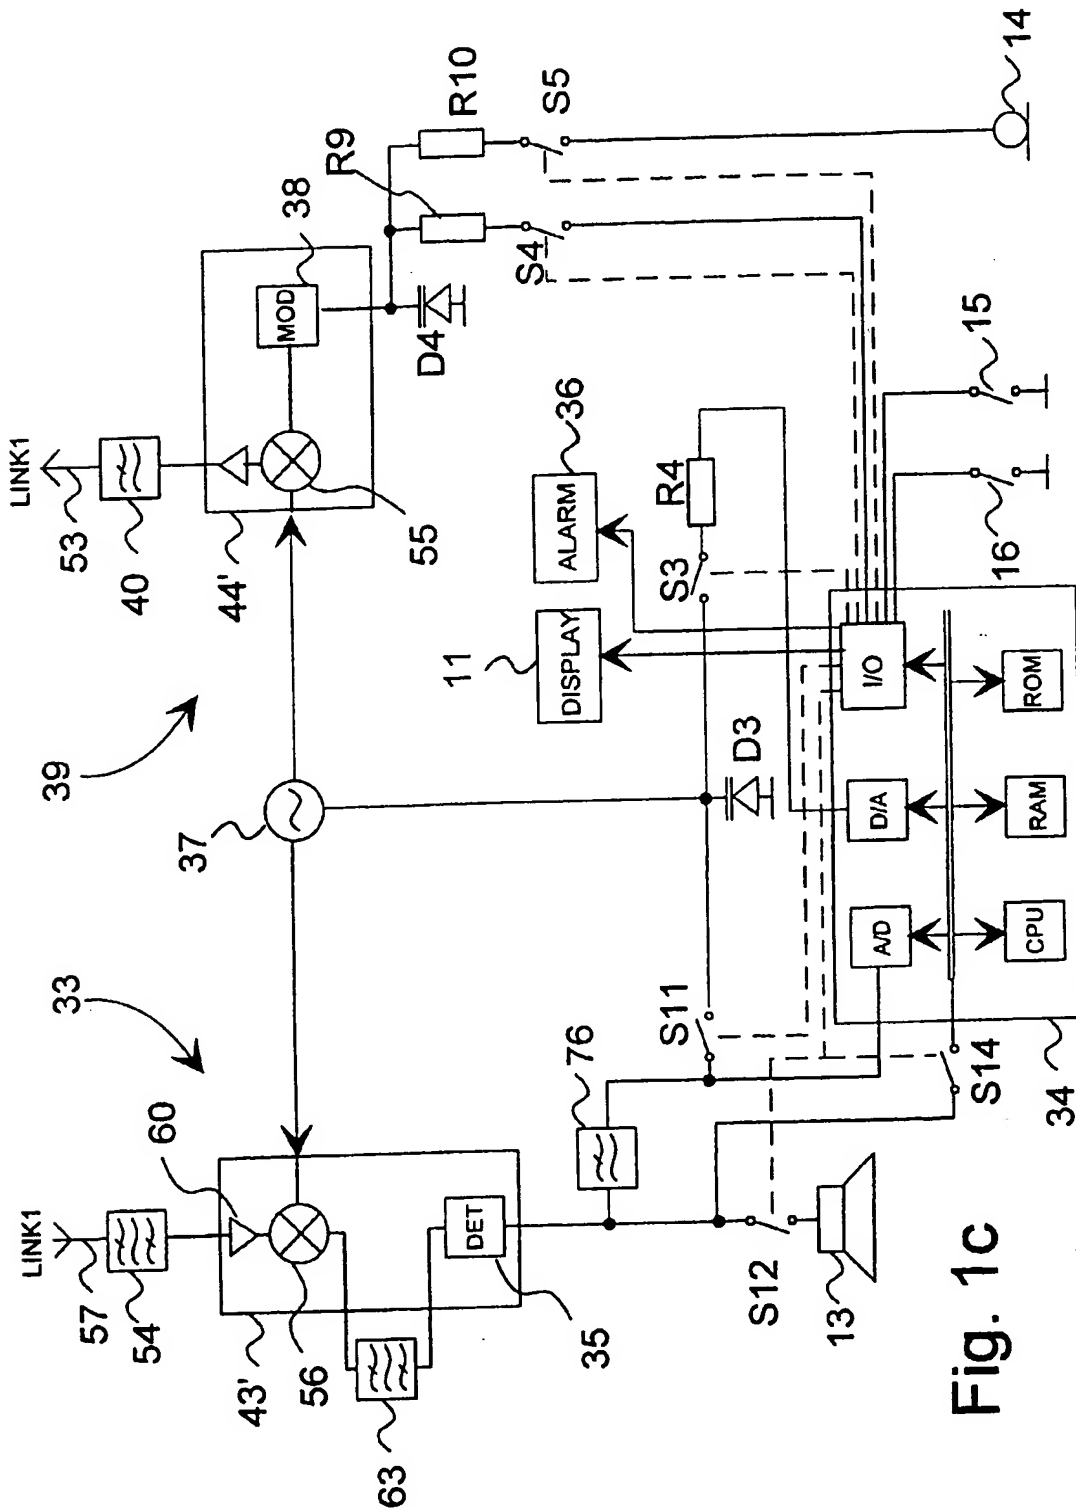 LINK1
57
54
60
43'
56
63
DET
35
33
37
39
LINK1
53
40
44'
55
MOD
38
R9
R10
D4
S4
S5
14
15
16
11
DISPLAY
ALARM
36
S3
R4
D3
76
S11
S12
13
S14
34
A/D
D/A
I/O
CPU
RAM
ROM
Fig. 1c